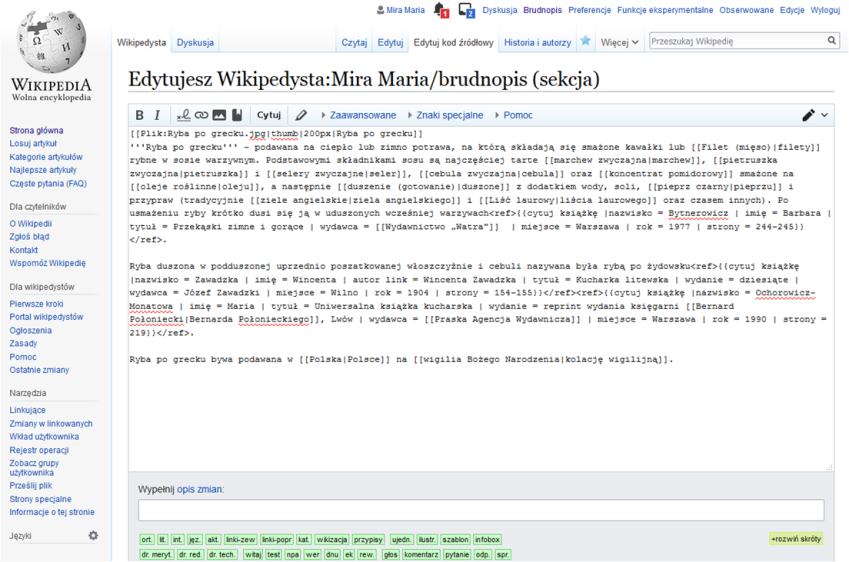 Mira Maria 1 2 Dyskusja Brudnopis Preferencje Funkcje eksperymentalne Obserwowane Edycje Wyloguj
WIKIPEDIA
Wolna encyklopedia
Wikipedysta Dyskusja Czytaj Edytuj Edytuj kod źródłowy Historia i autorzy Więcej Przeszukaj Wikipedię
Edytujesz Wikipedysta:Mira Maria/brudnopis (sekcja)
B I Cytuj Zaawansowane Znaki specjalne Pomoc
[[Plik:Ryba po grecku.jpg|thumb|200px|Ryba po grecku]]
'''Ryba po grecku''' – podawana na ciepło lub zimno potrawa, na którą składają się smażone kawałki lub [[Filet (mięso)|filety]]
rybne w sosie warzywnym. Podstawowymi składnikami sosu są najczęściej tarte [[marchew zwyczajna|marchew]], [[pietruszka
zwyczajna|pietruszka]] i [[selery zwyczajne|seler]], [[cebula zwyczajna|cebula]] oraz [[koncentrat pomidorowy]] smażone na
[[oleje roślinne|oleju]], a następnie [[duszenie (gotowanie)|duszone]] z dodatkiem wody, soli, [[pieprz czarny|pieprzu]] i
przypraw (tradycyjnie [[ziele angielskie|ziela angielskiego]] i [[Liść laurowy|liścia laurowego]] oraz czasem innych). Po
usmażeniu ryby krótko dusi się ją w uduszonych wcześniej warzywach<ref>{{cytuj książkę |nazwisko = Bytnerowicz | imię = Barbara |
tytuł = Przekąski zimne i gorące | wydawca = [[Wydawnictwo „Watra”]] | miejsce = Warszawa | rok = 1977 | strony = 244–245}}
</ref>.
Ryba duszona w podduszonej uprzednio poszatkowanej włoszczyźnie i cebuli nazywana była rybą po żydowsku<ref>{{cytuj książkę
|nazwisko = Zawadzka | imię = Wincenta | autor link = Wincenta Zawadzka | tytuł = Kucharka litewska | wydanie = dziesiąte |
wydawca = Józef Zawadzki | miejsce = Wilno | rok = 1904 | strony = 154–155}}</ref><ref>{{cytuj książkę |nazwisko = Ochorowicz-
Monatowa | imię = Maria | tytuł = Uniwersalna książka kucharska | wydanie = reprint wydania księgarni [[Bernard
Połoniecki|Bernarda Połonieckiego]], Lwów | wydawca = [[Praska Agencja Wydawnicza]] | miejsce = Warszawa | rok = 1990 | strony =
219}}</ref>.
Ryba po grecku bywa podawana w [[Polska|Polsce]] na [[wigilia Bożego Narodzenia|kolację wigilijną]].
Wypełnij opis zmian:
ort. lit. int. jęz. akt. linki-zew linki-popr kat. wikizacja przypisy ujedn. ilustr. szablon infobox +rozwiń skróty
dr. meryt. dr. red. dr. tech. witaj test npa wer dnu ek rew. głos komentarz pytanie odp. spr.
Strona główna
Losuj artykuł
Kategorie artykułów
Najlepsze artykuły
Częste pytania (FAQ)
Dla czytelników
O Wikipedii
Zgłoś błąd
Kontakt
Wspomóż Wikipedię
Dla wikipedystów
Pierwsze kroki
Portal wikipedystów
Ogłoszenia
Zasady
Pomoc
Ostatnie zmiany
Narzędzia
Linkujące
Zmiany w linkowanych
Wkład użytkownika
Rejestr operacji
Zobacz grupy
użytkownika
Prześlij plik
Strony specjalne
Informacje o tej stronie
Języki